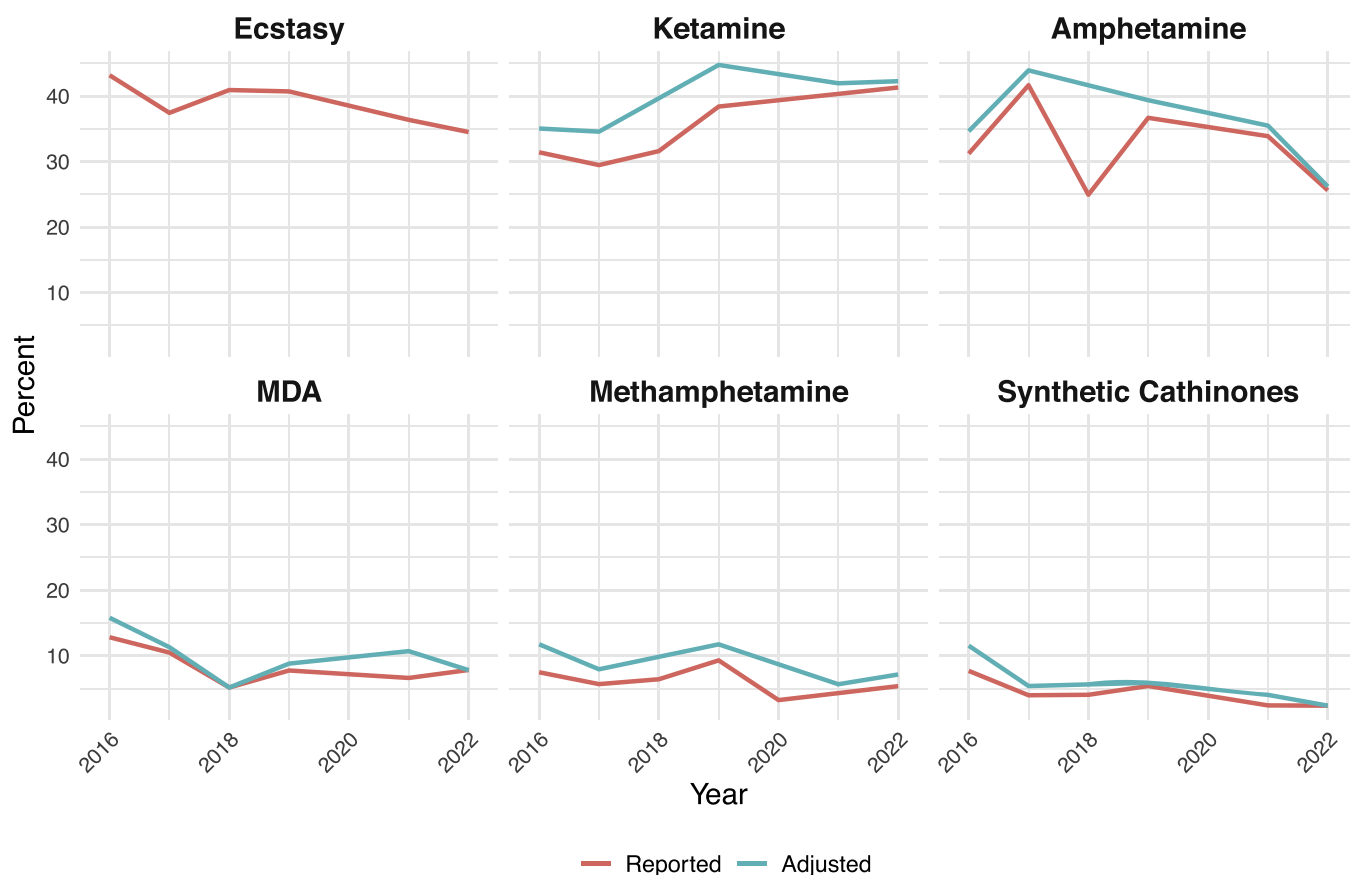 Ecstasy Ketamine Amphetamine
40
30
20
10
Percent
MDA Methamphetamine Synthetic Cathinones
40
30
20
10
2016 2018 2020 2022 2016 2018 2020 2022 2016 2018 2020 2022
Year
Reported Adjusted